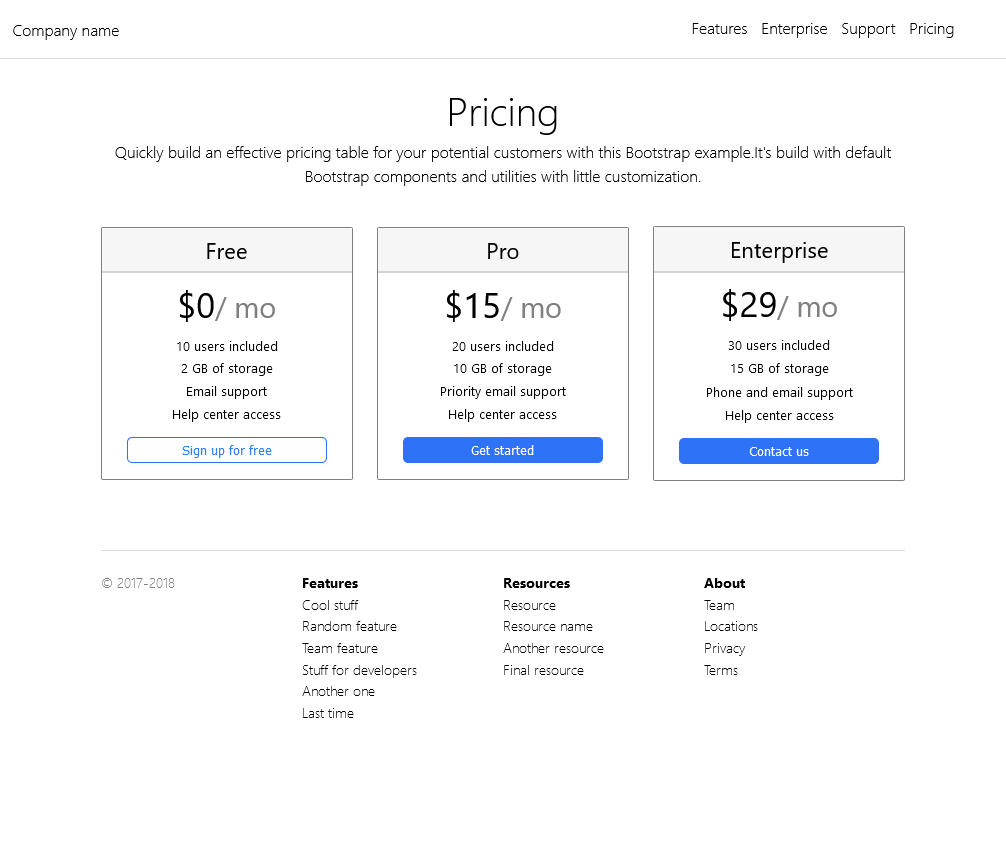 Company name
Features Enterprise Support Pricing
Pricing
Quickly build an effective pricing table for your potential customers with this Bootstrap example.It's build with default
Bootstrap components and utilities with little customization.
Free
$0/ mo
10 users included
2 GB of storage
Email support
Help center access
Sign up for free
Pro
$15/ mo
20 users included
10 GB of storage
Priority email support
Help center access
Get started
Enterprise
$29/ mo
30 users included
15 GB of storage
Phone and email support
Help center access
Contact us
© 2017-2018
Features
Cool stuff
Random feature
Team feature
Stuff for developers
Another one
Last time
Resources
Resource
Resource name
Another resource
Final resource
About
Team
Locations
Privacy
Terms